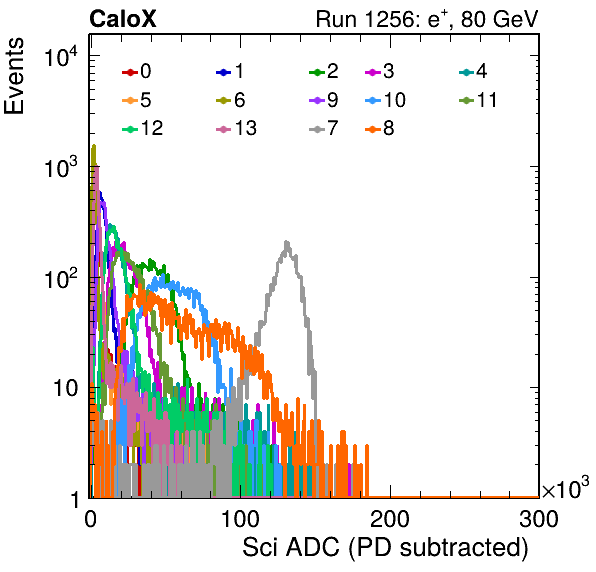 CaloX Run 1256: e⁺, 80 GeV
Events
10⁴
0 1 2 3 4
5 6 9 10 11
12 13 7 8
10³
10²
10
1
0 100 200 300
×10³
Sci ADC (PD subtracted)